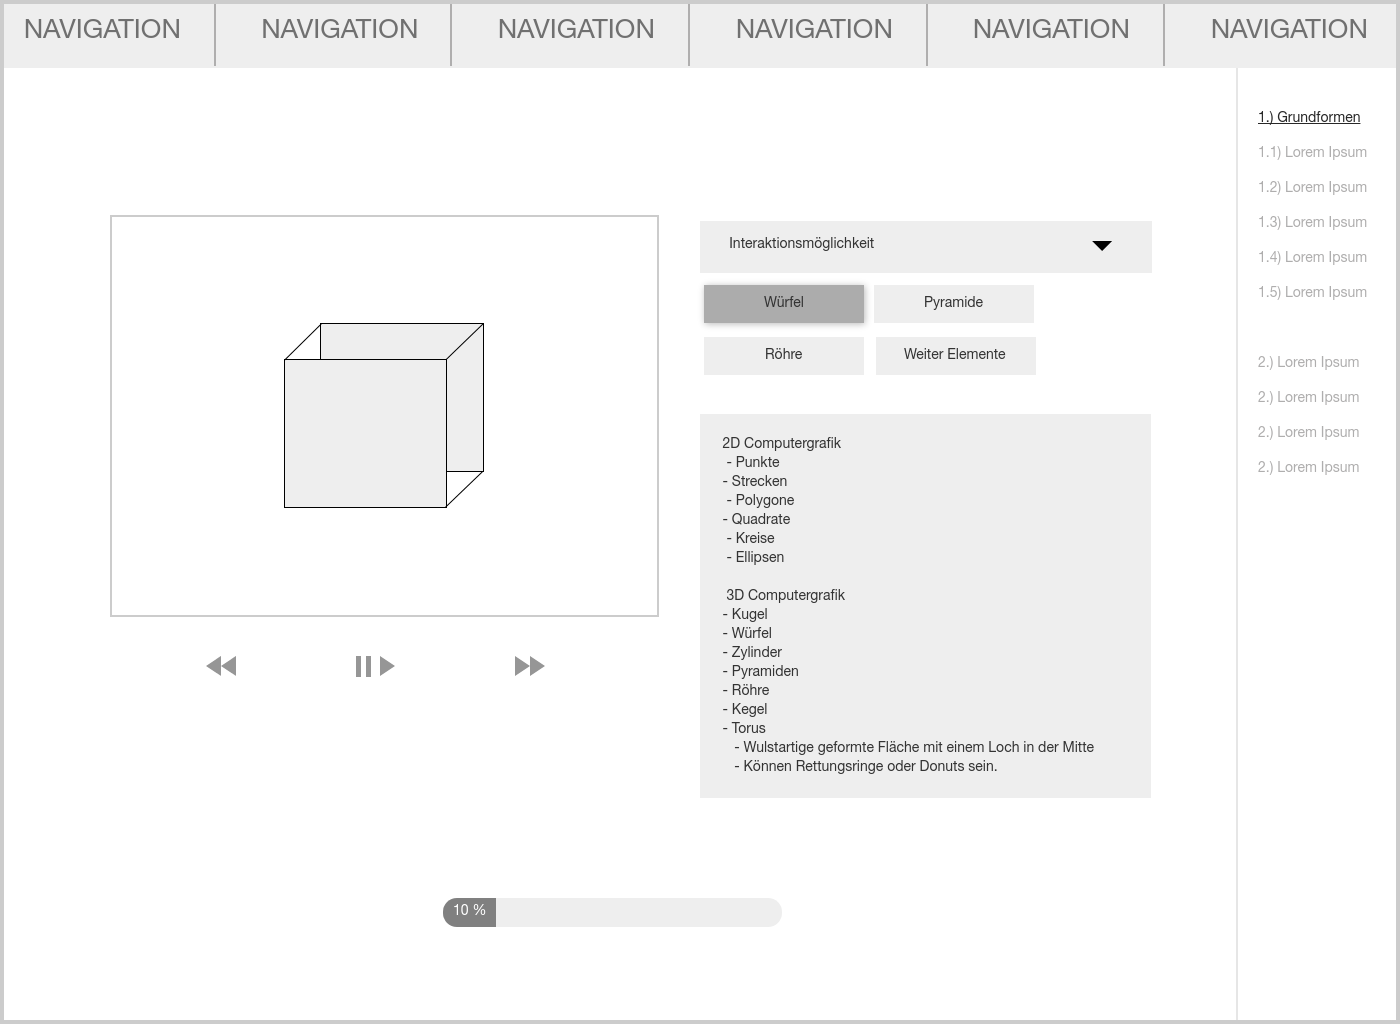 NAVIGATION NAVIGATION NAVIGATION NAVIGATION NAVIGATION NAVIGATION
Interaktionsmöglichkeit
Würfel Pyramide
Röhre Weiter Elemente
2D Computergrafik
- Punkte
- Strecken
- Polygone
- Quadrate
- Kreise
- Ellipsen
3D Computergrafik
- Kugel
- Würfel
- Zylinder
- Pyramiden
- Röhre
- Kegel
- Torus
- Wulstartige geformte Fläche mit einem Loch in der Mitte
- Können Rettungsringe oder Donuts sein.
10 %
1.) Grundformen
1.1) Lorem Ipsum
1.2) Lorem Ipsum
1.3) Lorem Ipsum
1.4) Lorem Ipsum
1.5) Lorem Ipsum
2.) Lorem Ipsum
2.) Lorem Ipsum
2.) Lorem Ipsum
2.) Lorem Ipsum